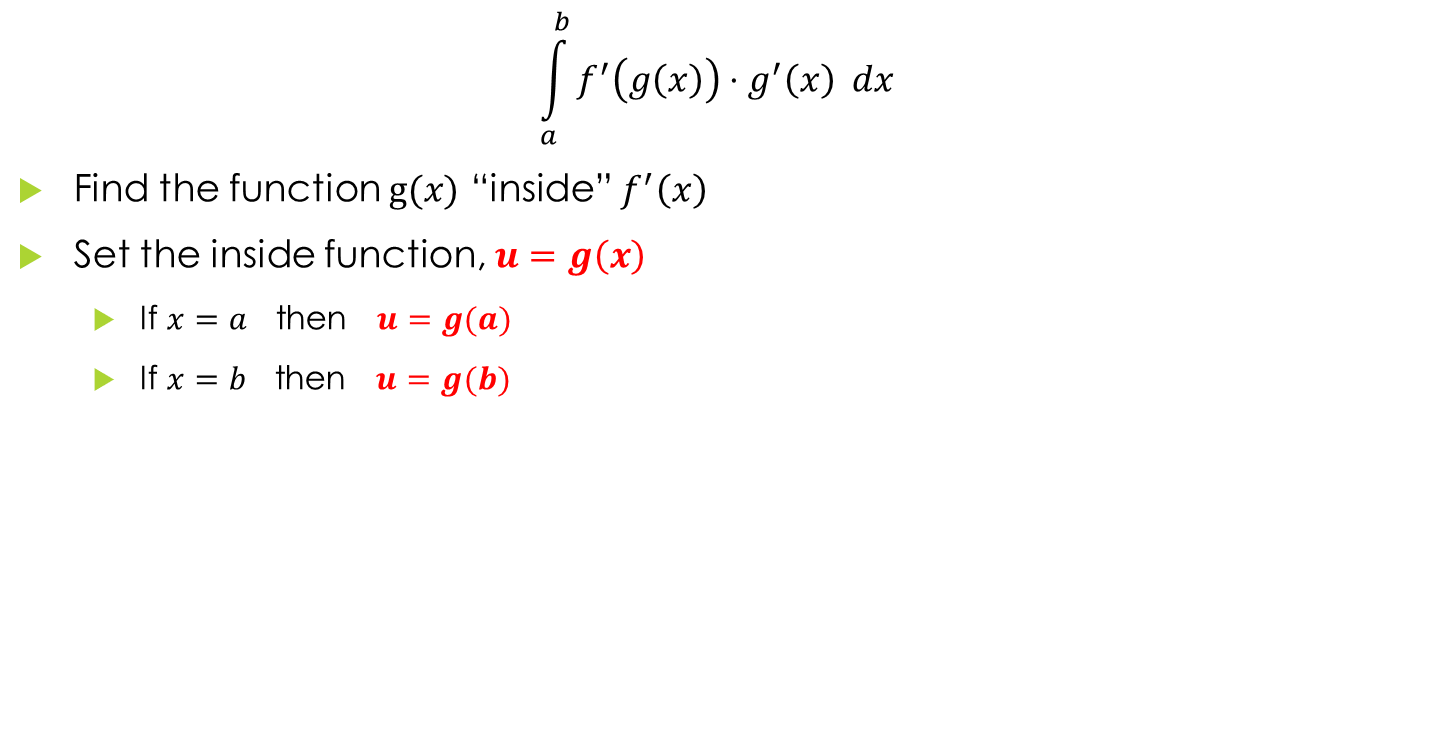 b
∫ f′(g(x)) · g′(x) dx
a
Find the function g(x) “inside” f′(x)
Set the inside function, u = g(x)
If x = a then u = g(a)
If x = b then u = g(b)